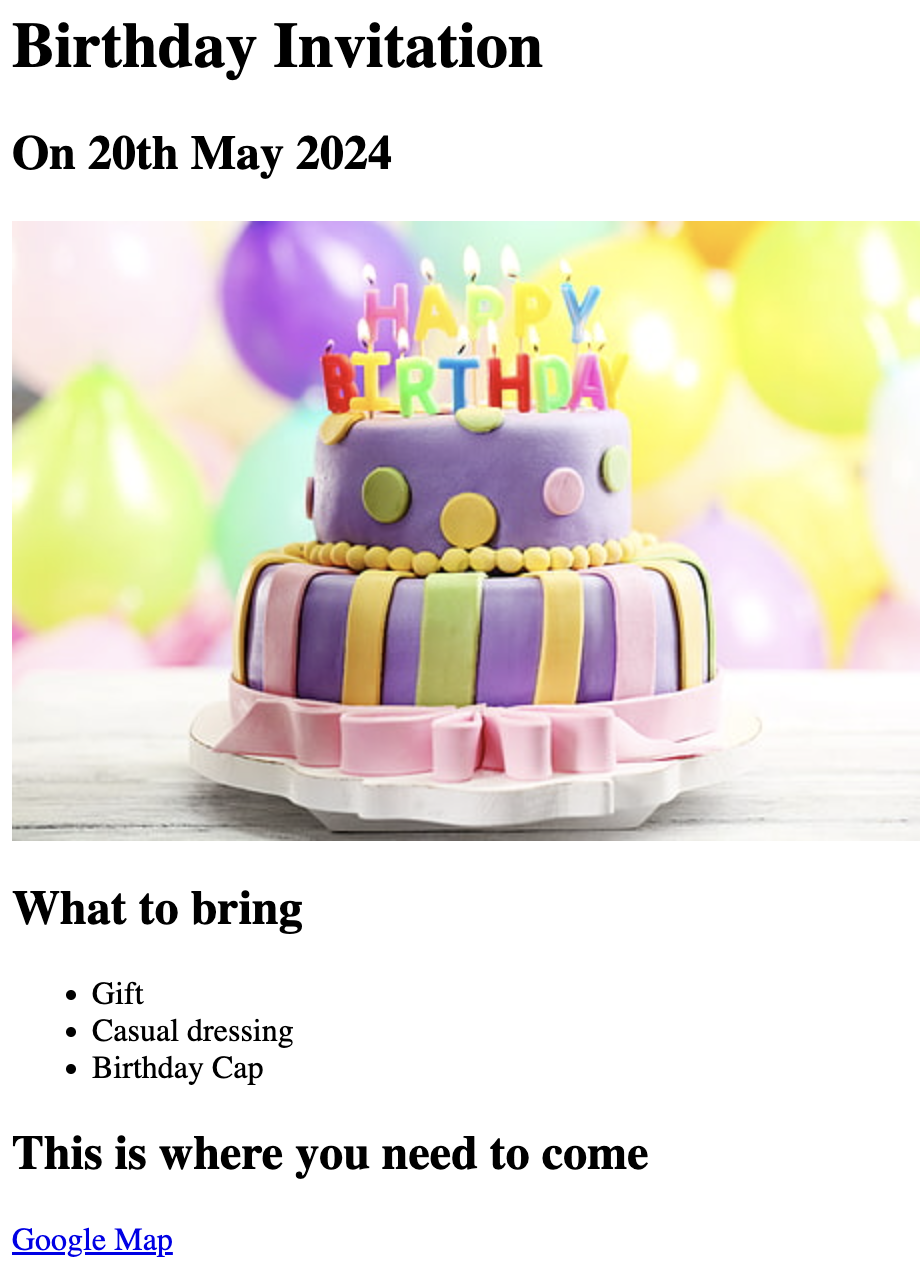 Birthday Invitation
On 20th May 2024
HAPPY
BIRTHDAY
What to bring
Gift
Casual dressing
Birthday Cap
This is where you need to come
Google Map